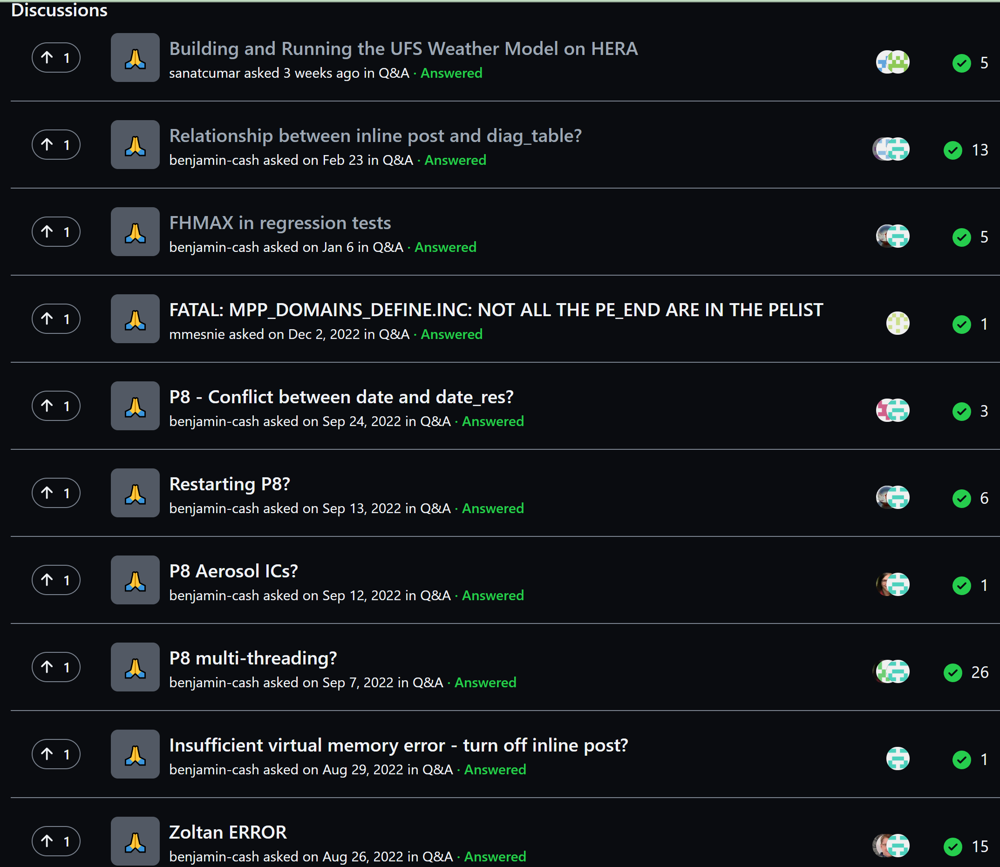 Discussions
1
Building and Running the UFS Weather Model on HERA
5
sanatcumar asked 3 weeks ago in Q&A · Answered
1
Relationship between inline post and diag_table?
13
benjamin-cash asked on Feb 23 in Q&A · Answered
1
FHMAX in regression tests
5
benjamin-cash asked on Jan 6 in Q&A · Answered
1
FATAL: MPP_DOMAINS_DEFINE.INC: NOT ALL THE PE_END ARE IN THE PELIST
1
mmesnie asked on Dec 2, 2022 in Q&A · Answered
1
P8 - Conflict between date and date_res?
3
benjamin-cash asked on Sep 24, 2022 in Q&A · Answered
1
Restarting P8?
6
benjamin-cash asked on Sep 13, 2022 in Q&A · Answered
1
P8 Aerosol ICs?
1
benjamin-cash asked on Sep 12, 2022 in Q&A · Answered
1
P8 multi-threading?
26
benjamin-cash asked on Sep 7, 2022 in Q&A · Answered
1
Insufficient virtual memory error - turn off inline post?
1
benjamin-cash asked on Aug 29, 2022 in Q&A · Answered
1
Zoltan ERROR
15
benjamin-cash asked on Aug 26, 2022 in Q&A · Answered